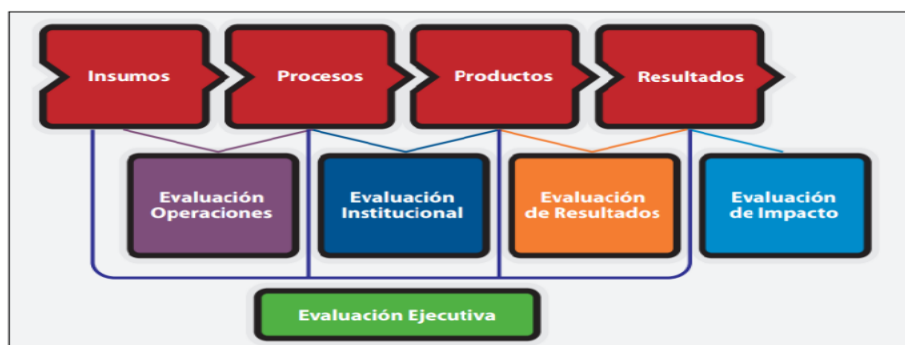 Insumos
Procesos
Productos
Resultados
Evaluación
Operaciones
Evaluación
Institucional
Evaluación
de Resultados
Evaluación
de Impacto
Evaluación Ejecutiva